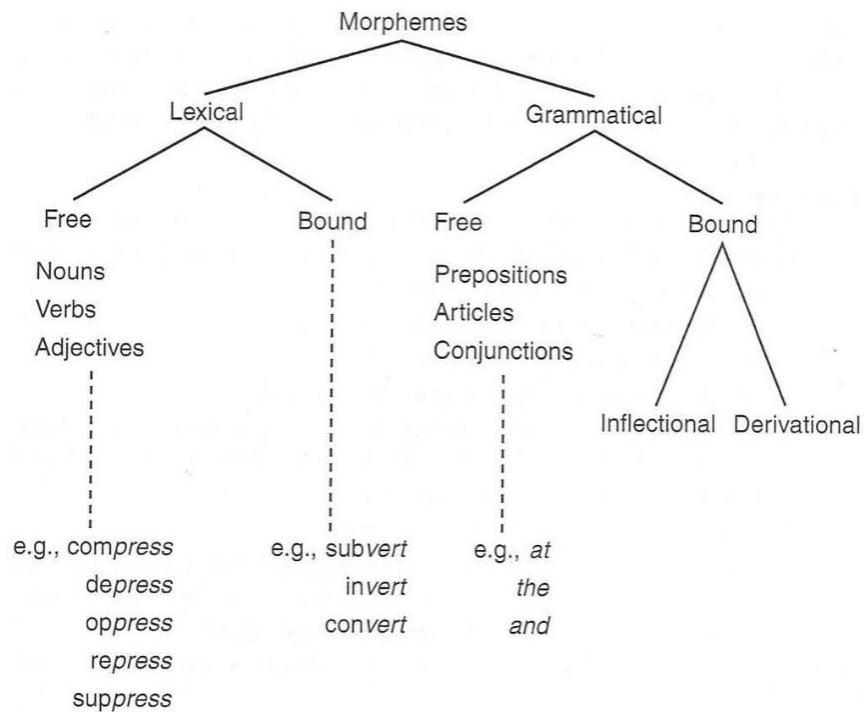 Morphemes
Lexical Grammatical
Free Bound Free Bound
Nouns Prepositions
Verbs Articles
Adjectives Conjunctions
Inflectional Derivational
e.g., compress e.g., subvert e.g., at
depress invert the
oppress convert and
repress
suppress